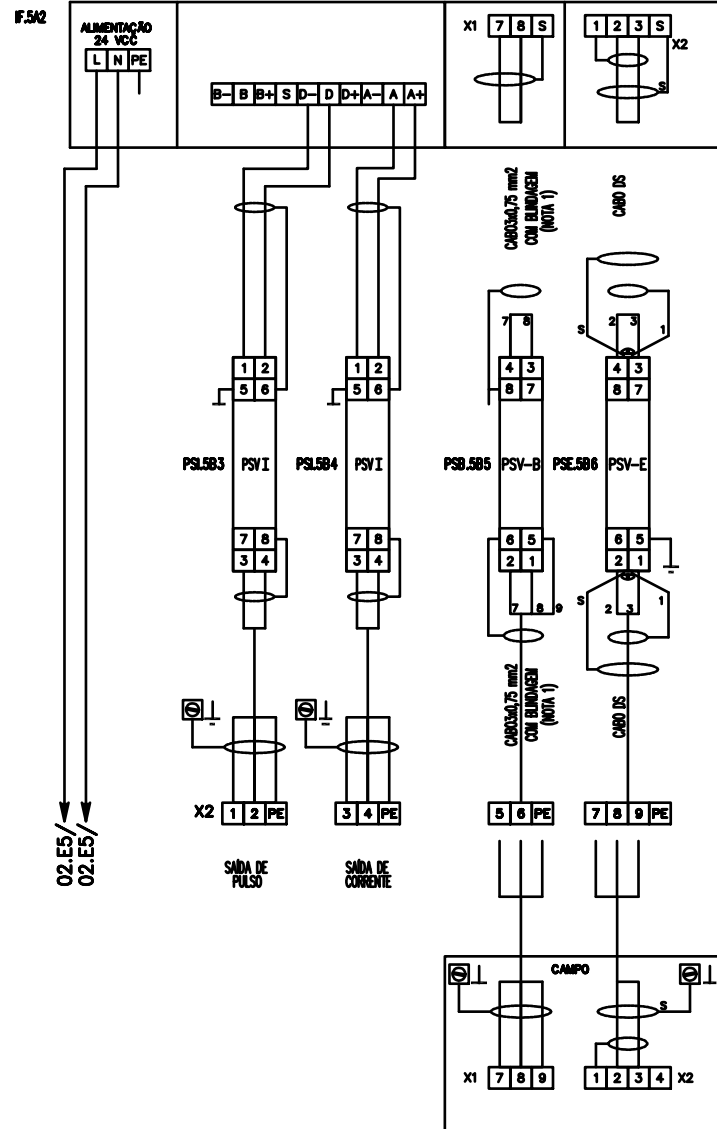 IF.5A2
ALIMENTAÇÃO
24 VCC
L N PE
B- B B+ S D- D D+ A- A A+
X1 7 8 S
1 2 3 S X2
S
CABO3x0,75 mm2
COM BLINDAGEM
(NOTA 1)
CABO DS
7 8
S 2 3 1
1 2
5 6
1 2
5 6
4 3
8 7
4 3
8 7
PSI.5B3 PSVI
PSI.5B4 PSVI
PSB.5B5 PSV-B
PSE.5B6 PSV-E
7 8
3 4
7 8
3 4
6 5
2 1
6 5
2 1
7 8 9
S 2 3 1
CABO3x0,75 mm2
COM BLINDAGEM
(NOTA 1)
CABO DS
02.E5/
02.E5/
X2 1 2 PE
3 4 PE
5 6 PE
7 8 9 PE
SAÍDA DE
PULSO
SAÍDA DE
CORRENTE
CAMPO
S
X1 7 8 9
1 2 3 4 X2